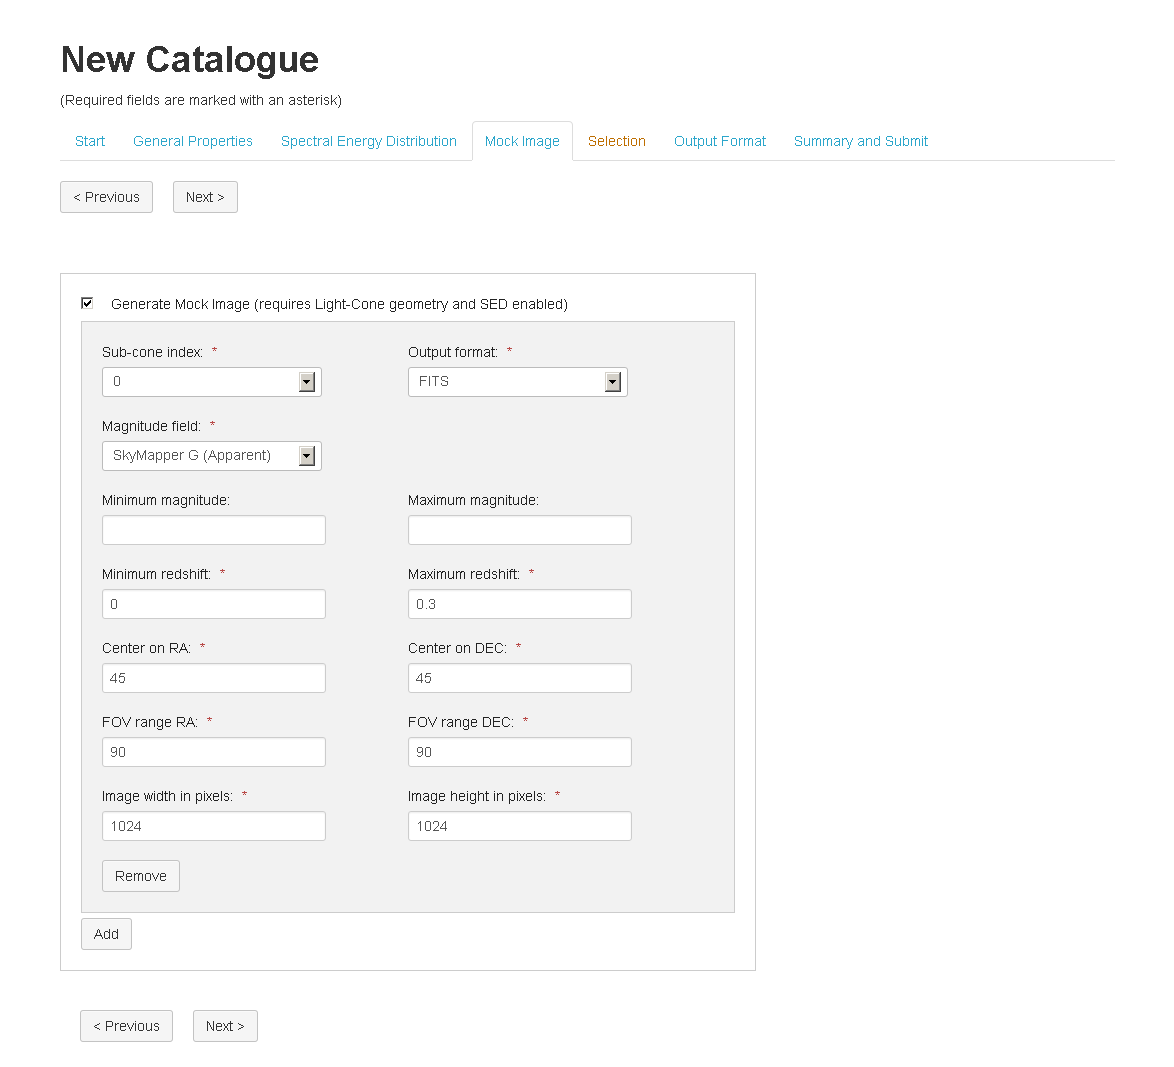 New Catalogue
(Required fields are marked with an asterisk)
Start General Properties Spectral Energy Distribution Mock Image Selection Output Format Summary and Submit
< Previous Next >
Generate Mock Image (requires Light-Cone geometry and SED enabled)
Sub-cone index: * Output format: *
0 FITS
Magnitude field: *
SkyMapper G (Apparent)
Minimum magnitude: Maximum magnitude:
Minimum redshift: * Maximum redshift: *
0 0.3
Center on RA: * Center on DEC: *
45 45
FOV range RA: * FOV range DEC: *
90 90
Image width in pixels: * Image height in pixels: *
1024 1024
Remove
Add
< Previous Next >